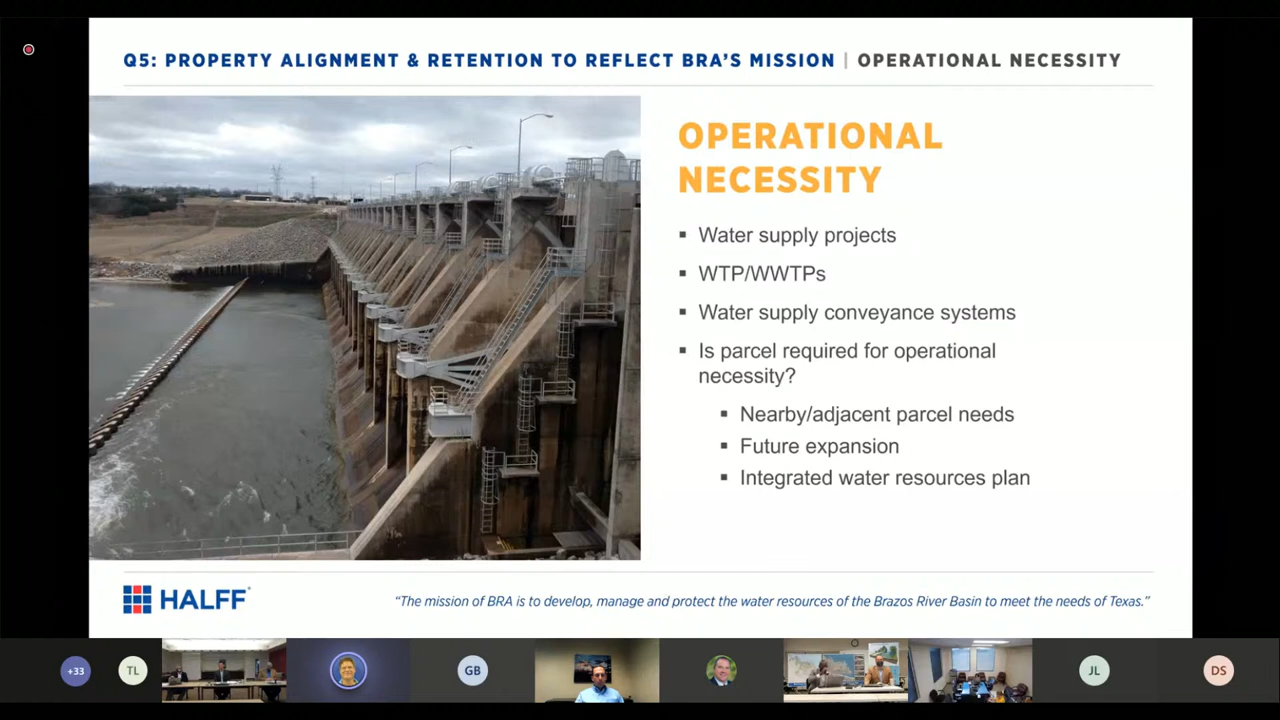 Q5: PROPERTY ALIGNMENT & RETENTION TO REFLECT BRA'S MISSION | OPERATIONAL NECESSITY
OPERATIONAL
NECESSITY
▪ Water supply projects
▪ WTP/WWTPs
▪ Water supply conveyance systems
▪ Is parcel required for operational
necessity?
▪ Nearby/adjacent parcel needs
▪ Future expansion
▪ Integrated water resources plan
HALFF®
“The mission of BRA is to develop, manage and protect the water resources of the Brazos River Basin to meet the needs of Texas.”
+33 TL GB JL DS